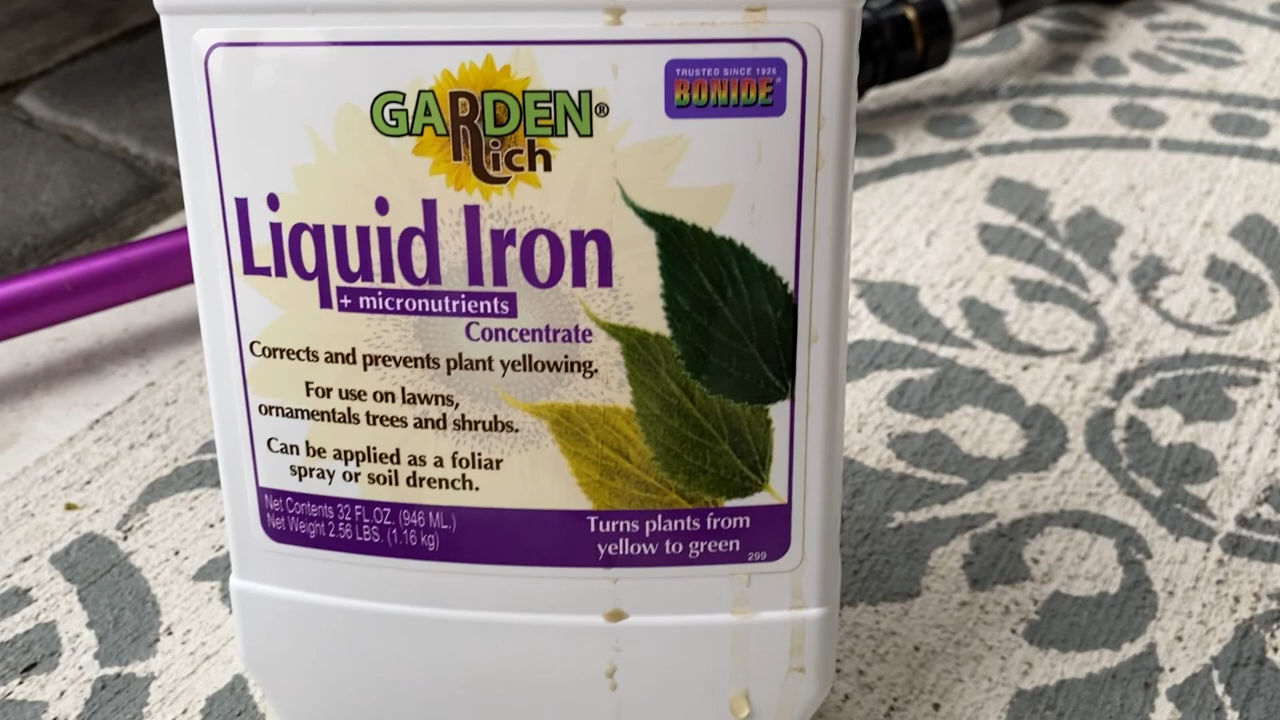 GARDEN®
Rich
TRUSTED SINCE 1926
BONIDE®
Liquid Iron
+ micronutrients
Concentrate
Corrects and prevents plant yellowing.
For use on lawns,
ornamentals trees and shrubs.
Can be applied as a foliar
spray or soil drench.
Net Contents 32 FL.OZ. (946 ML.)
Net Weight 2.56 LBS. (1.16 kg)
Turns plants from
yellow to green
299